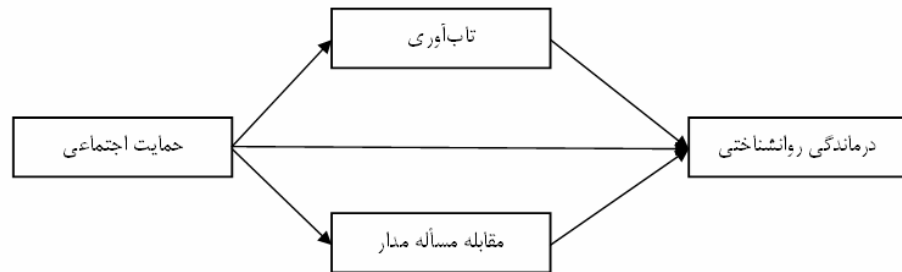 تاب‌آوری
حمایت اجتماعی
درماندگی روانشناختی
مقابله مسأله مدار